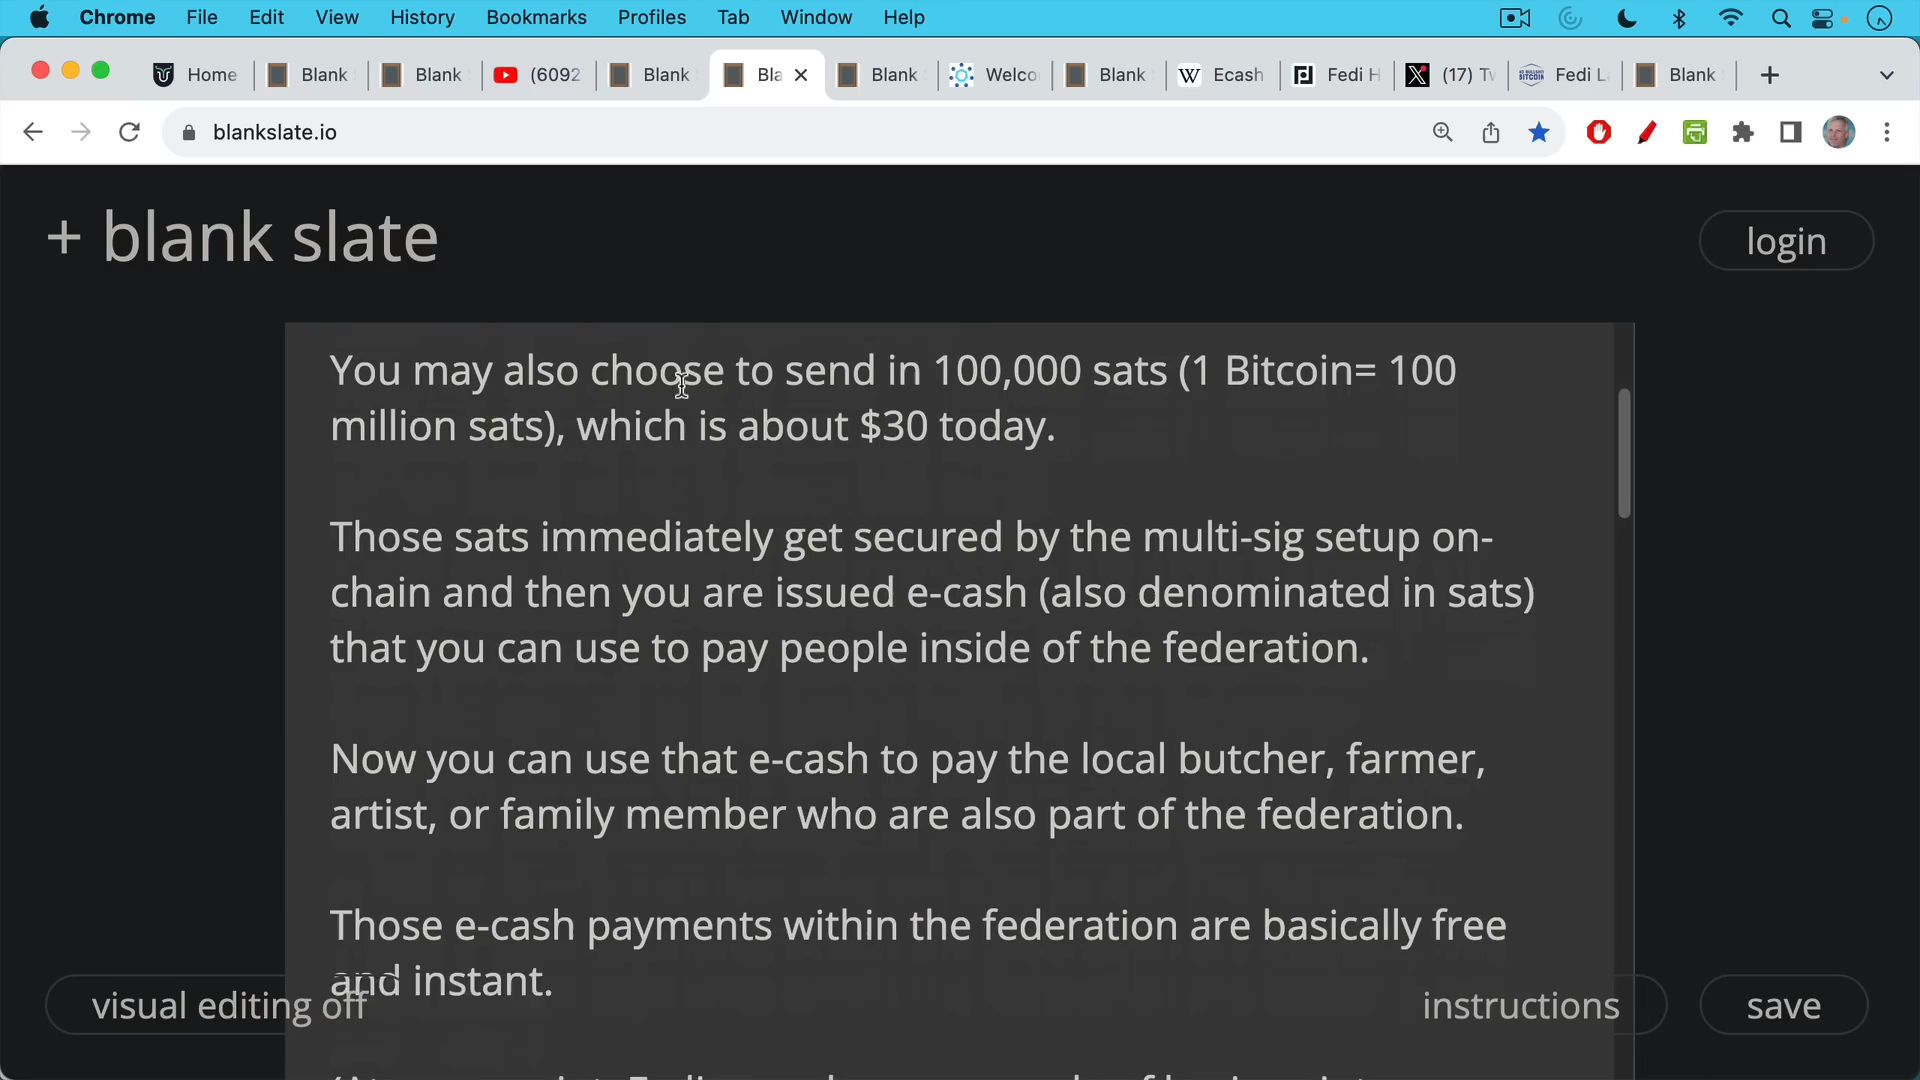 Chrome File Edit View History Bookmarks Profiles Tab Window Help
Home Blank Blank (6092 Blank Bla Blank Welco Blank Ecash Fedi H (17) Tw Fedi L Blank
blankslate.io
+ blank slate
login
You may also choose to send in 100,000 sats (1 Bitcoin= 100
million sats), which is about $30 today.
Those sats immediately get secured by the multi-sig setup on-
chain and then you are issued e-cash (also denominated in sats)
that you can use to pay people inside of the federation.
Now you can use that e-cash to pay the local butcher, farmer,
artist, or family member who are also part of the federation.
Those e-cash payments within the federation are basically free
and instant.
visual editing off
instructions
save